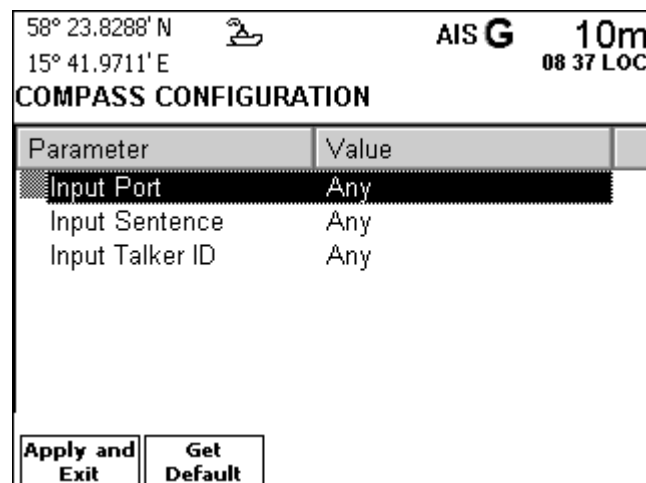 58° 23.8288' N AIS G 10m
15° 41.9711' E 08 37 LOC
COMPASS CONFIGURATION
Parameter Value
Input Port Any
Input Sentence Any
Input Talker ID Any
Apply and Exit
Get Default